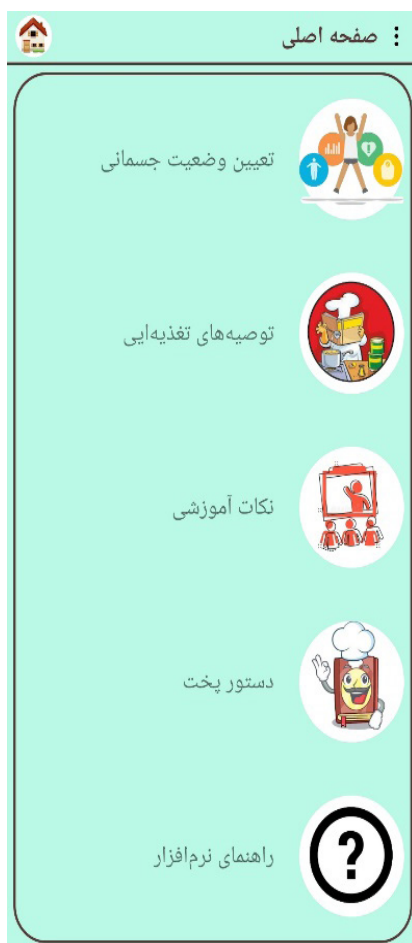 صفحه اصلی
تعیین وضعیت جسمانی
توصیه‌های تغذیه‌ایی
نکات آموزشی
دستور پخت
راهنمای نرم‌افزار
?